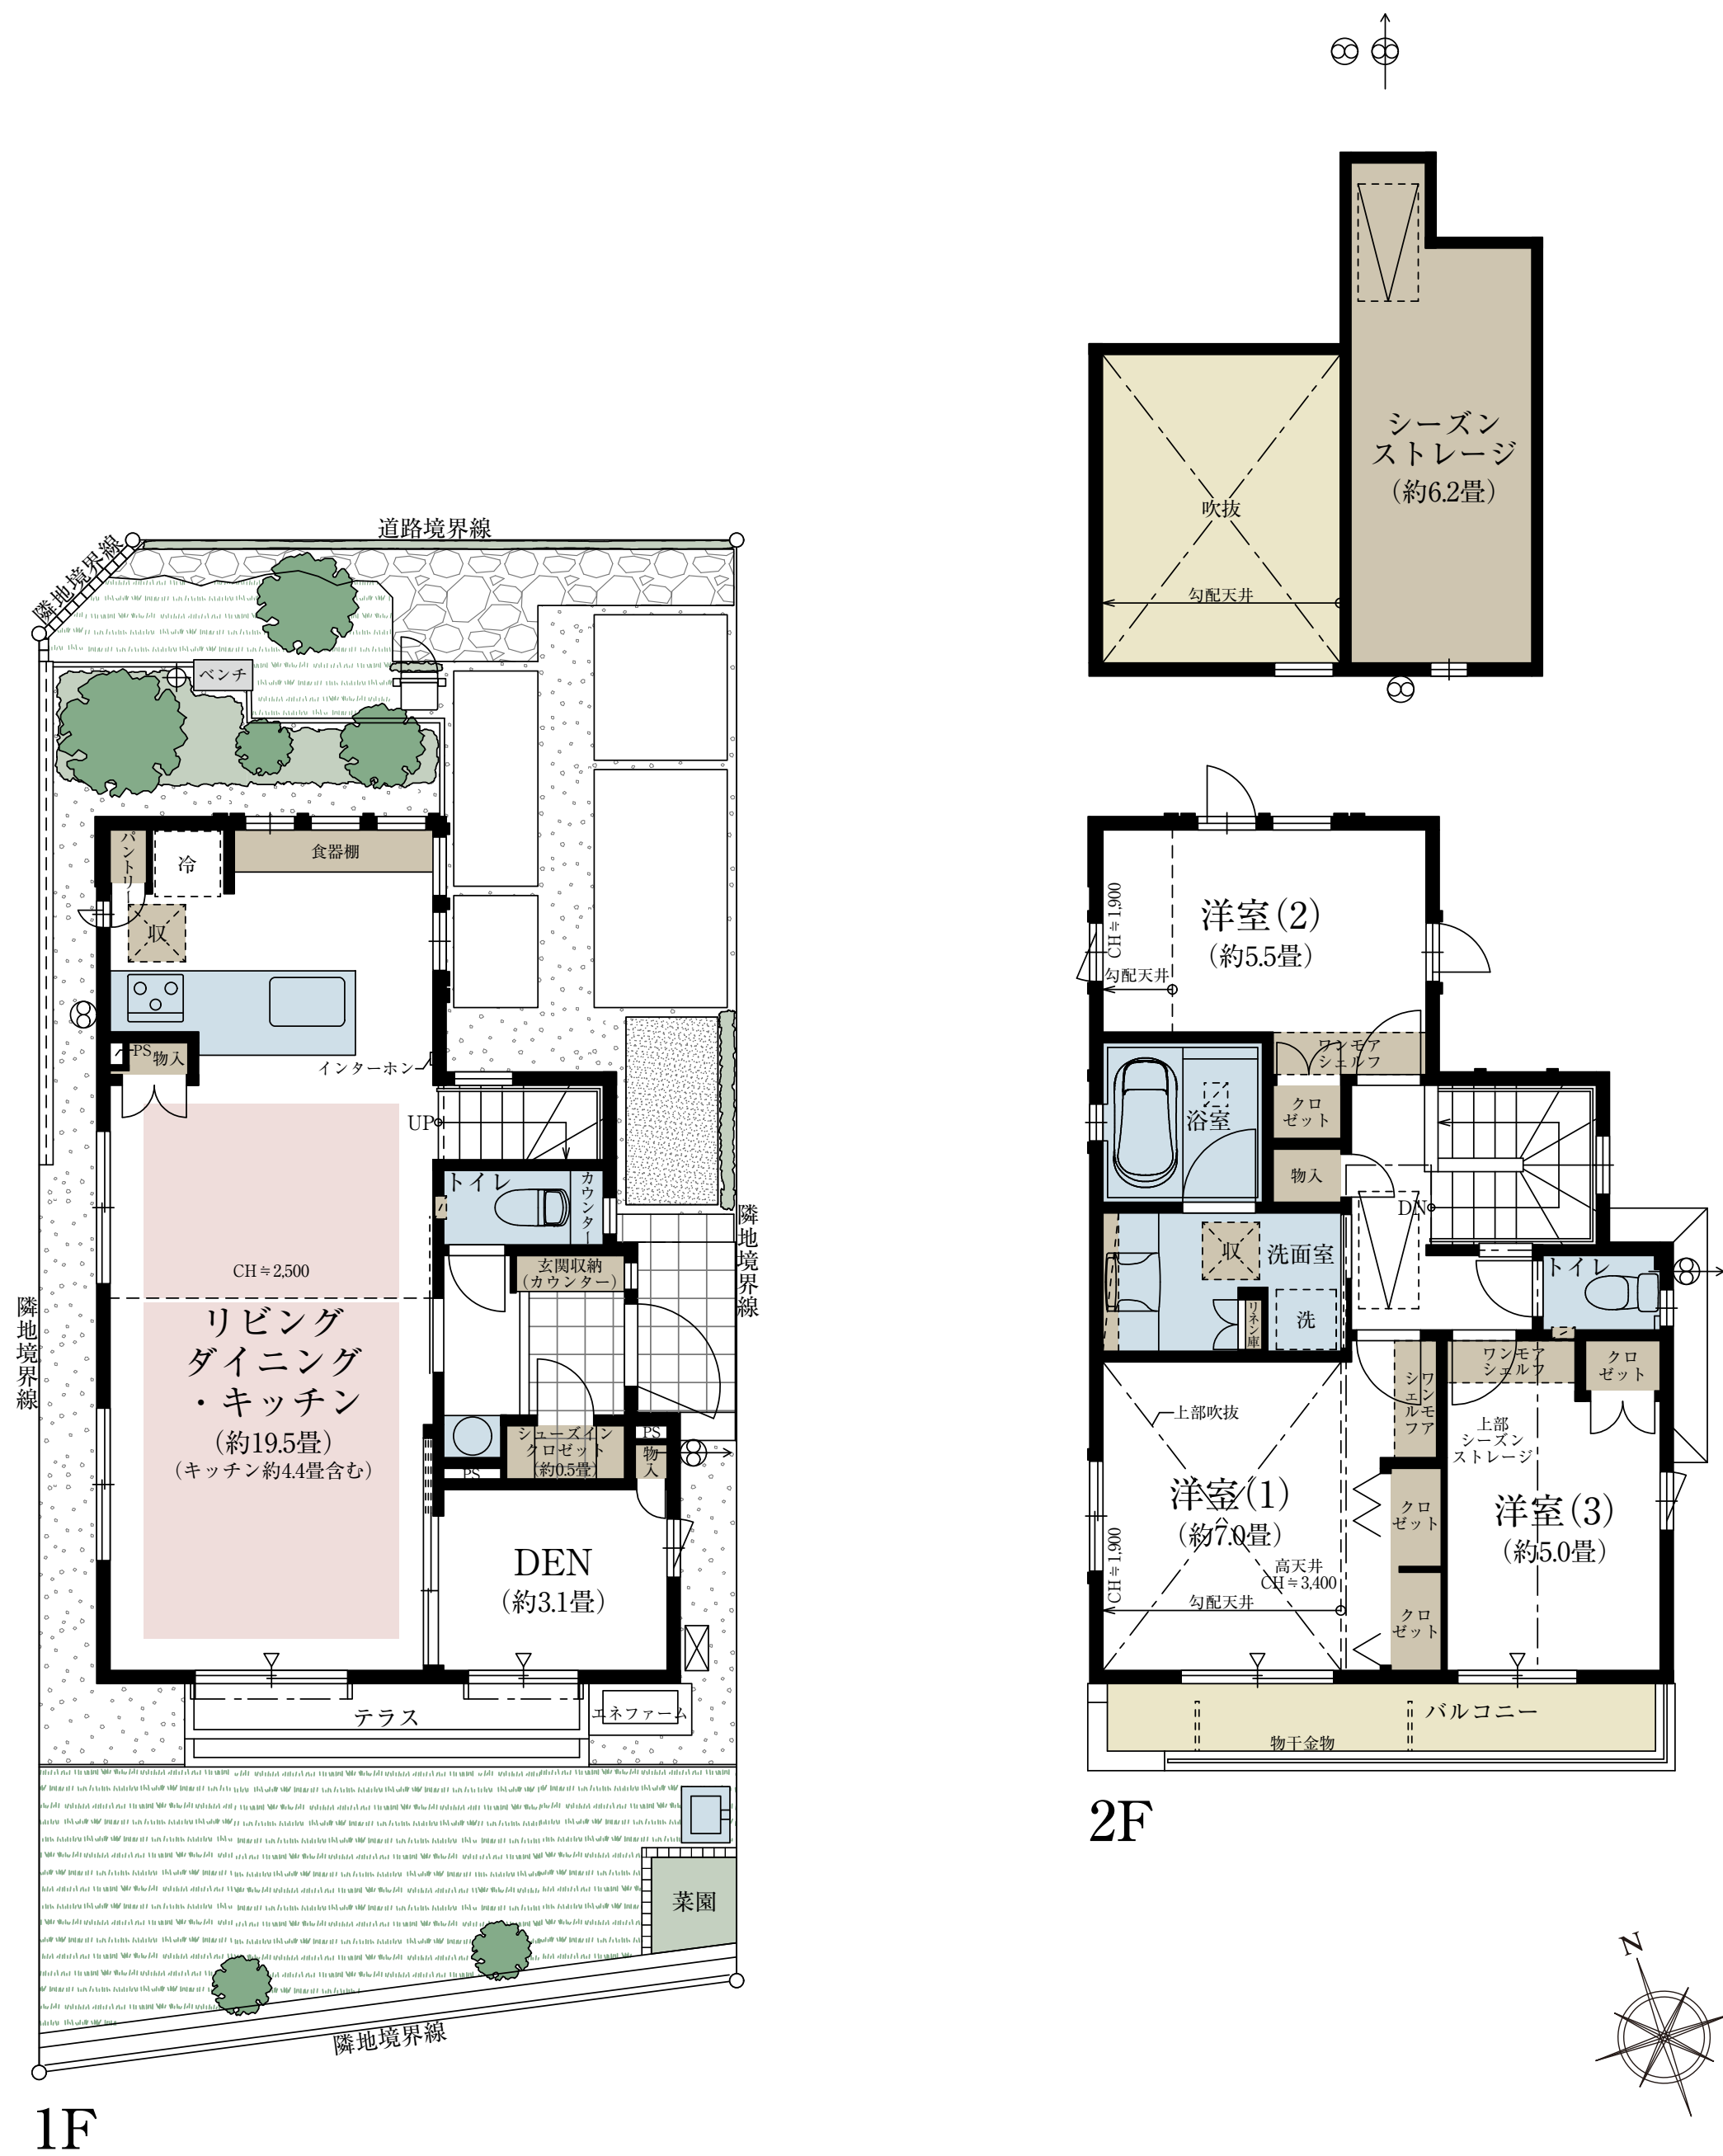 シーズン
ストレージ
（約6.2畳）
吹抜
勾配天井
道路境界線
隣地境界線
ベンチ
パントリー
冷
食器棚
収
PS
物入
インターホン
UP
トイレ
カウンター
玄関収納
（カウンター）
CH≒2,500
リビング
ダイニング
・キッチン
（約19.5畳）
（キッチン約4.4畳含む）
シューズイン
クロゼット
（約0.5畳）
PS
PS
物入
DEN
（約3.1畳）
隣地境界線
隣地境界線
テラス
エネファーム
菜園
隣地境界線
1F
洋室(2)
（約5.5畳）
CH≒1,900
勾配天井
ワンモア
シェルフ
浴室
クロ
ゼット
物入
DN
収
洗面室
リネン庫
洗
トイレ
ワンモア
シェルフ
ワンモア
シェルフ
クロ
ゼット
上部吹抜
上部
シーズン
ストレージ
洋室(1)
（約7.0畳）
クロ
ゼット
洋室(3)
（約5.0畳）
CH≒1,900
高天井
CH≒3,400
勾配天井
クロ
ゼット
バルコニー
物干金物
2F
N